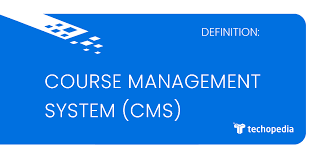 DEFINITION:
COURSE MANAGEMENT
SYSTEM (CMS)
techopedia